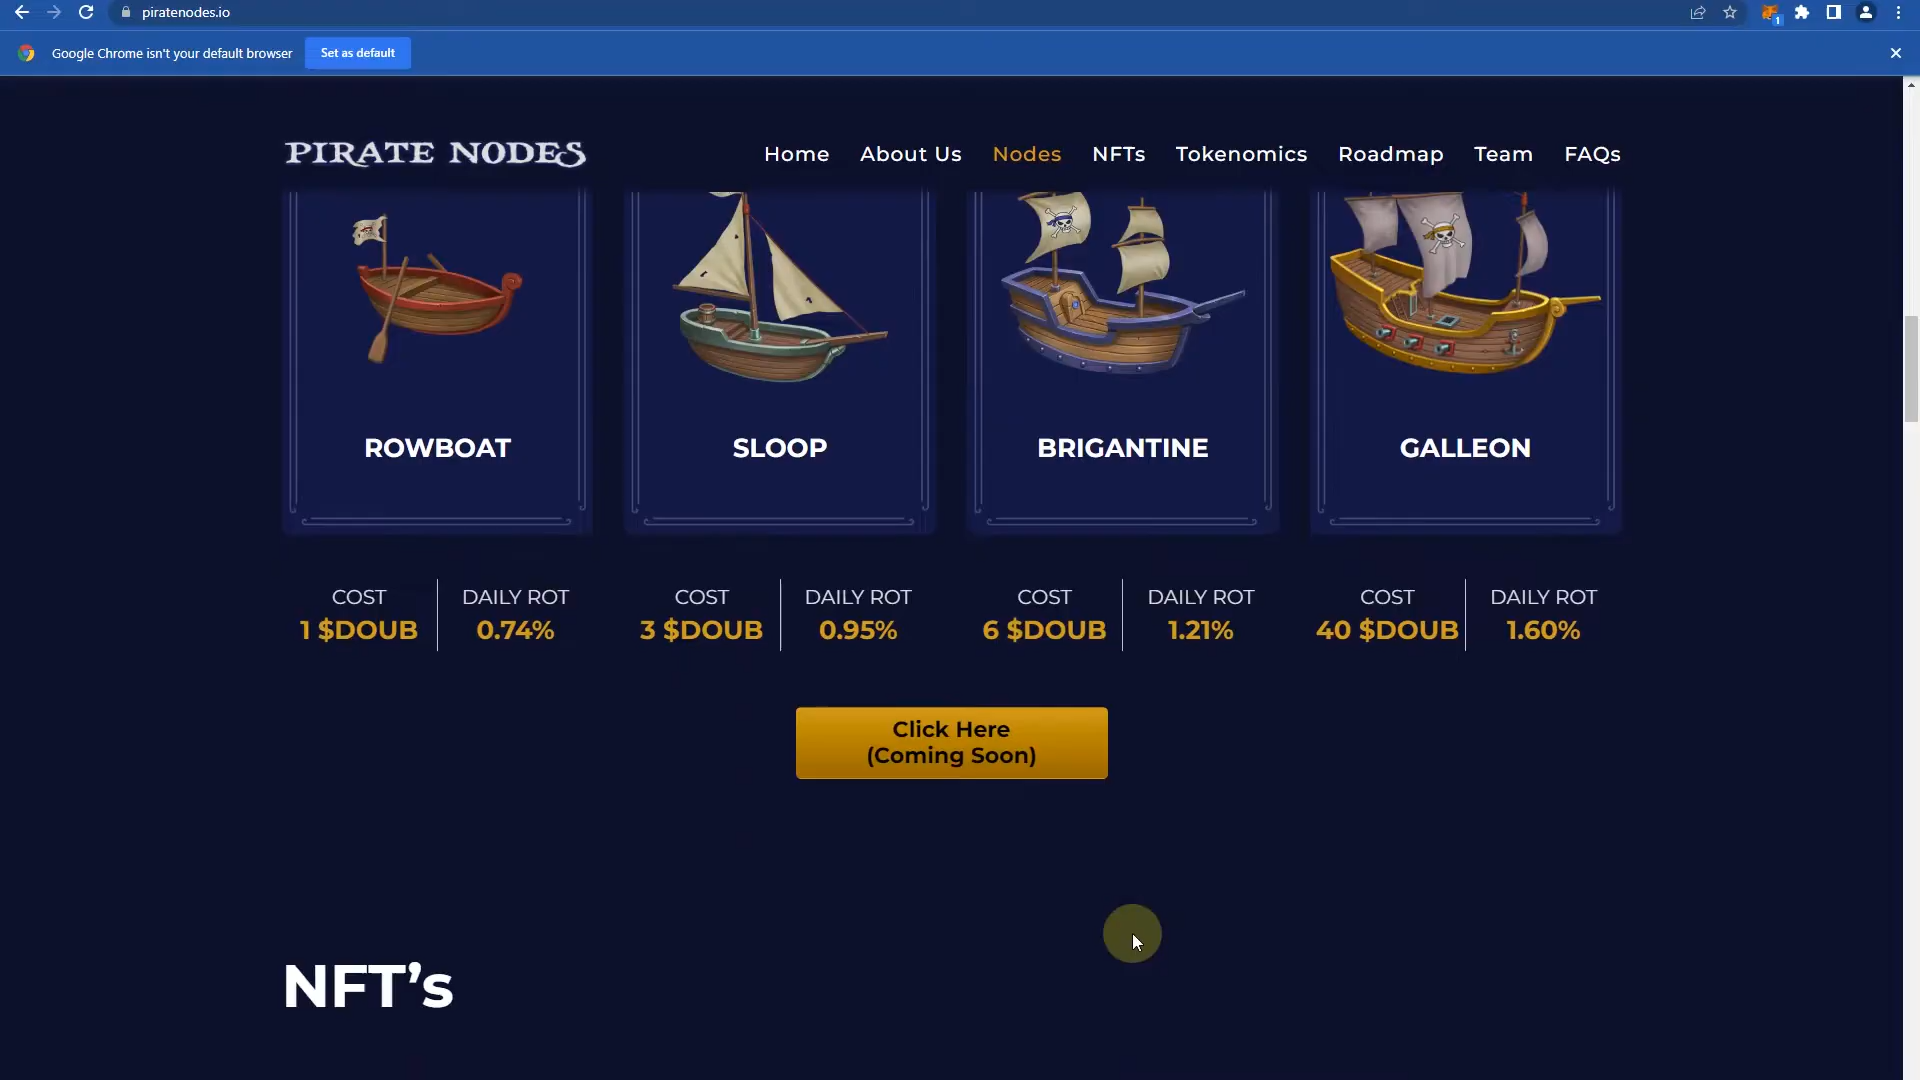 piratenodes.io
1
Google Chrome isn't your default browser
Set as default
PIRATE NODES
Home
About Us
Nodes
NFTs
Tokenomics
Roadmap
Team
FAQs
ROWBOAT
SLOOP
BRIGANTINE
GALLEON
COST
DAILY ROT
COST
DAILY ROT
COST
DAILY ROT
COST
DAILY ROT
1 $DOUB
0.74%
3 $DOUB
0.95%
6 $DOUB
1.21%
40 $DOUB
1.60%
Click Here
(Coming Soon)
NFT’s